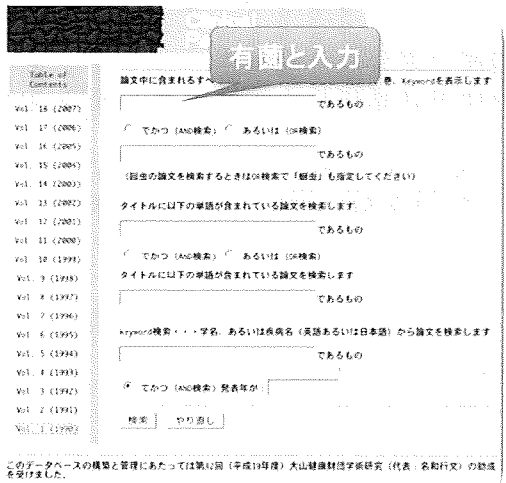 有園と入力
Table of
Contents
論文中に含まれるすべ 巻、Keywordを表示します
であるもの
でかつ (AND検索) あるいは (OR検索)
であるもの
(回虫の論文を検索するときはOR検索で「蛔虫」も指定してください)
タイトルに以下の単語が含まれている論文を検索します
であるもの
でかつ (AND検索) あるいは (OR検索)
タイトルに以下の単語が含まれている論文を検索します
であるもの
keyword検索・・・学名、あるいは疾病名 (英語あるいは日本語) から論文を検索します
であるもの
でかつ (AND検索) 発表年が:
検索 やり直し
Vol. 18 (2007)
Vol. 17 (2006)
Vol. 16 (2005)
Vol. 15 (2004)
Vol. 14 (2003)
Vol. 13 (2002)
Vol. 12 (2001)
Vol. 11 (2000)
Vol. 10 (1999)
Vol. 9 (1998)
Vol. 8 (1997)
Vol. 7 (1996)
Vol. 6 (1995)
Vol. 5 (1994)
Vol. 4 (1993)
Vol. 3 (1992)
Vol. 2 (1991)
Vol. 1 (1990)
このデータベースの構築と管理にあたっては第32回 (平成19年度) 大山健康財団学術研究 (代表:名和行文) の助成
を受けました。